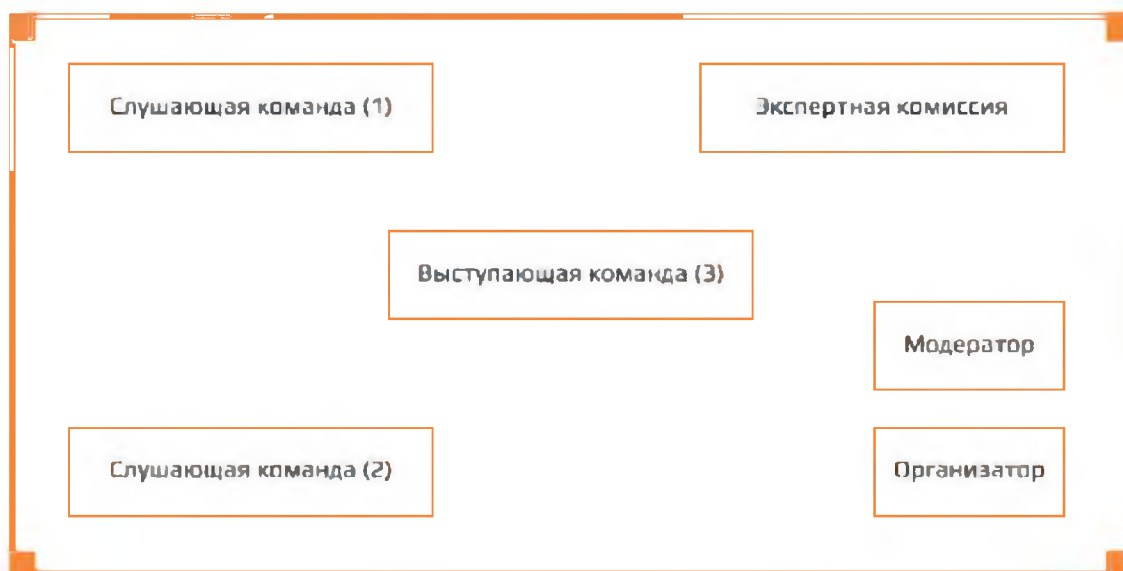 Слушающая команда (1)
Экспертная комиссия
Выступающая команда (3)
Модератор
Слушающая команда (2)
Организатор